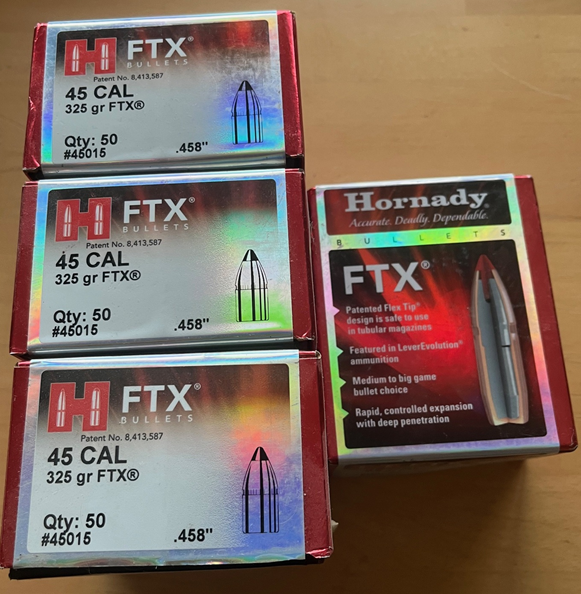 H FTX®
BULLETS
Patent No. 8,413,587
45 CAL
325 gr FTX®
Qty: 50
#45015
.458"
H FTX®
BULLETS
Patent No. 8,413,587
45 CAL
325 gr FTX®
Qty: 50
#45015
.458"
H FTX®
BULLETS
Patent No. 8,413,587
45 CAL
325 gr FTX®
Qty: 50
#45015
.458"
Hornady
Accurate. Deadly. Dependable.
BULLETS
FTX®
Patented Flex Tip®
design is safe to use
in tubular magazines
Featured in LeverEvolution®
ammunition
Medium to big game
bullet choice
Rapid, controlled expansion
with deep penetration